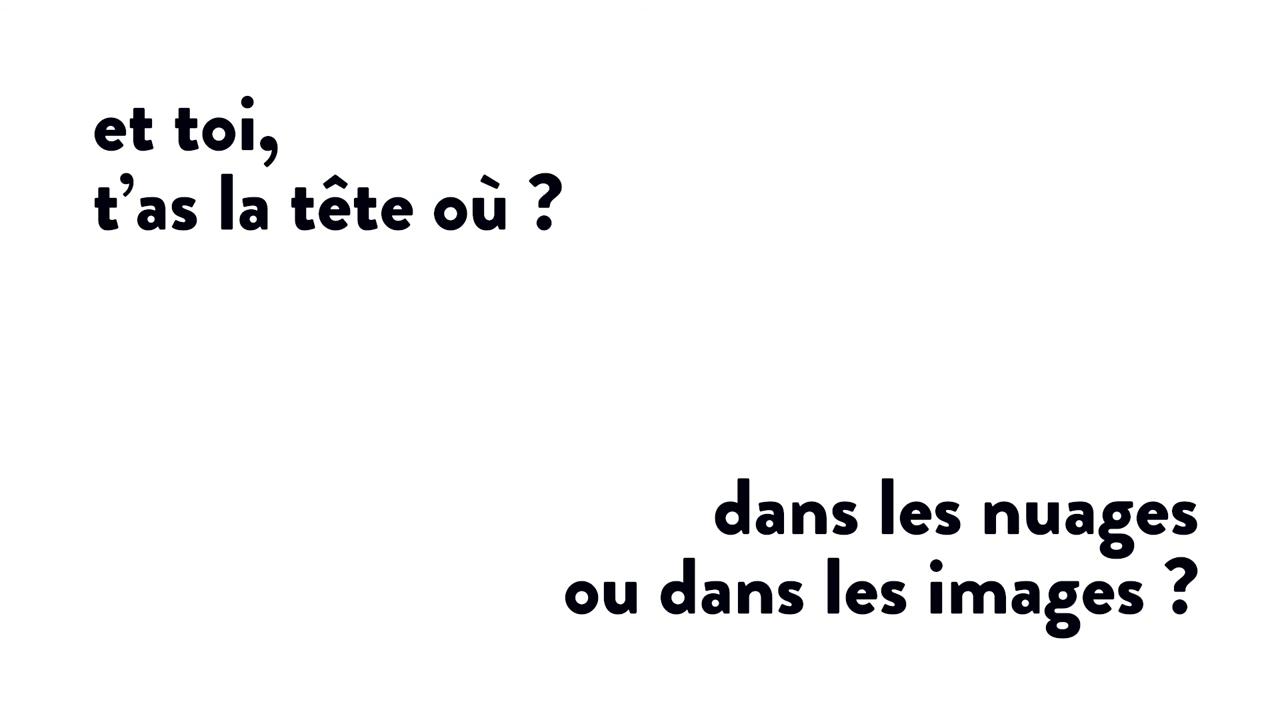 et toi,
t’as la tête où ?
dans les nuages
ou dans les images ?